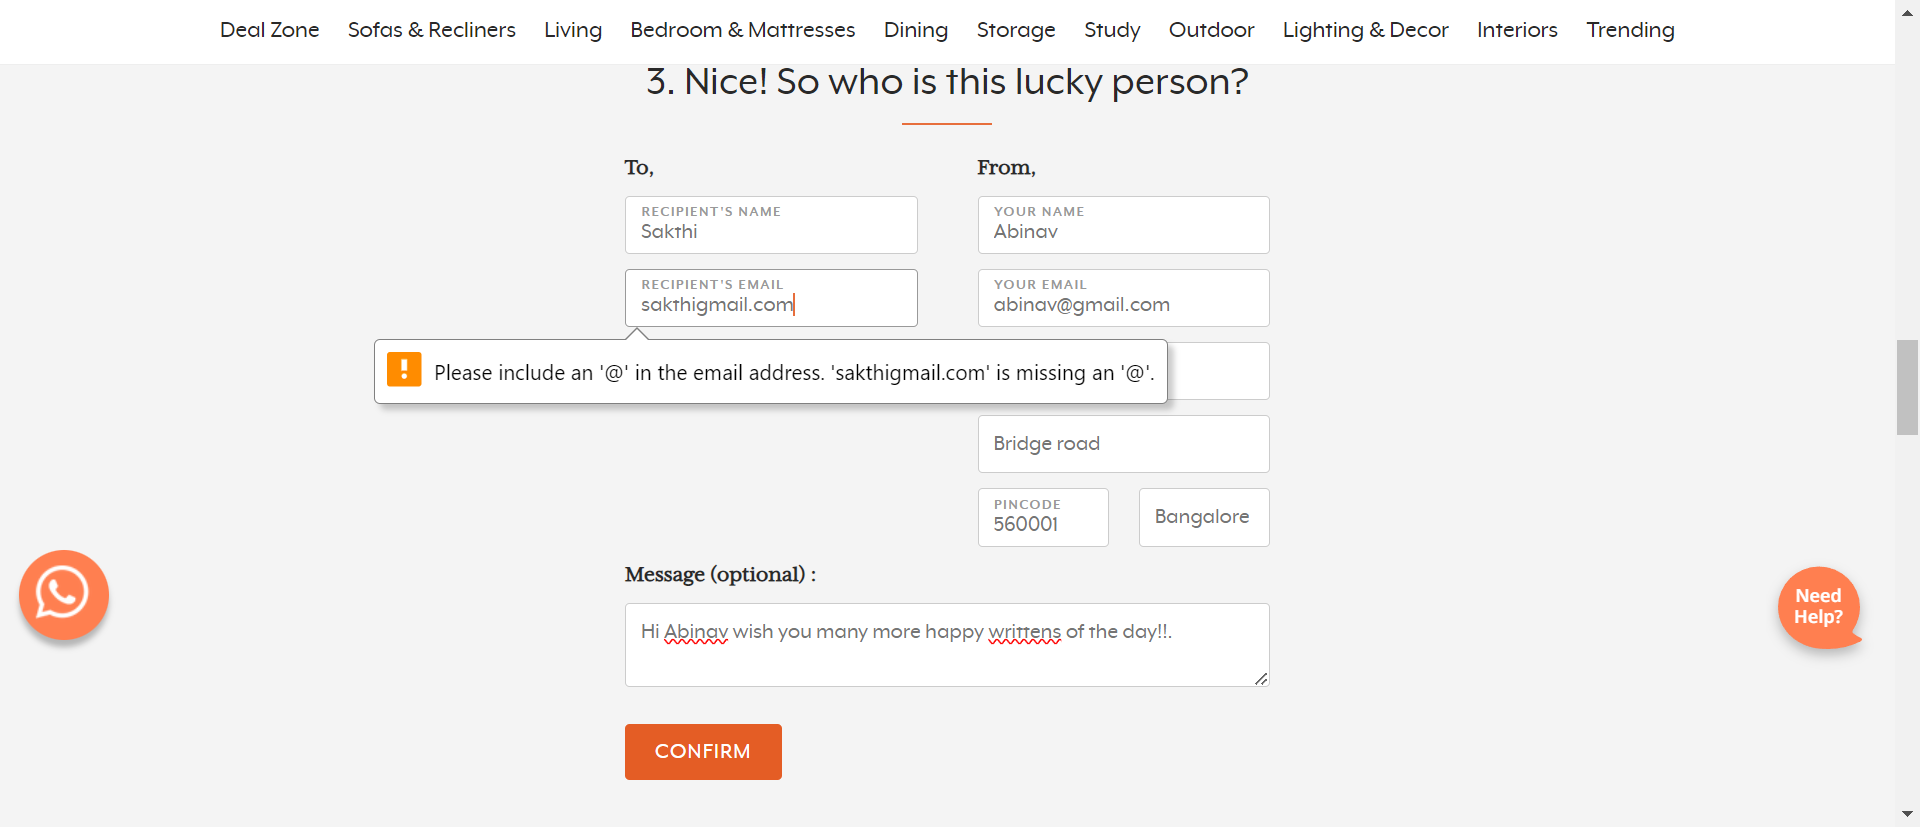 Deal Zone Sofas & Recliners Living Bedroom & Mattresses Dining Storage Study Outdoor Lighting & Decor Interiors Trending
3. Nice! So who is this lucky person?
To,
RECIPIENT'S NAME
Sakthi
RECIPIENT'S EMAIL
sakthigmail.com
Please include an '@' in the email address. 'sakthigmail.com' is missing an '@'.
From,
YOUR NAME
Abinav
YOUR EMAIL
abinav@gmail.com
Bridge road
PINCODE
560001
Bangalore
Message (optional) :
Hi Abinav wish you many more happy writtens of the day!!.
CONFIRM
Need
Help?